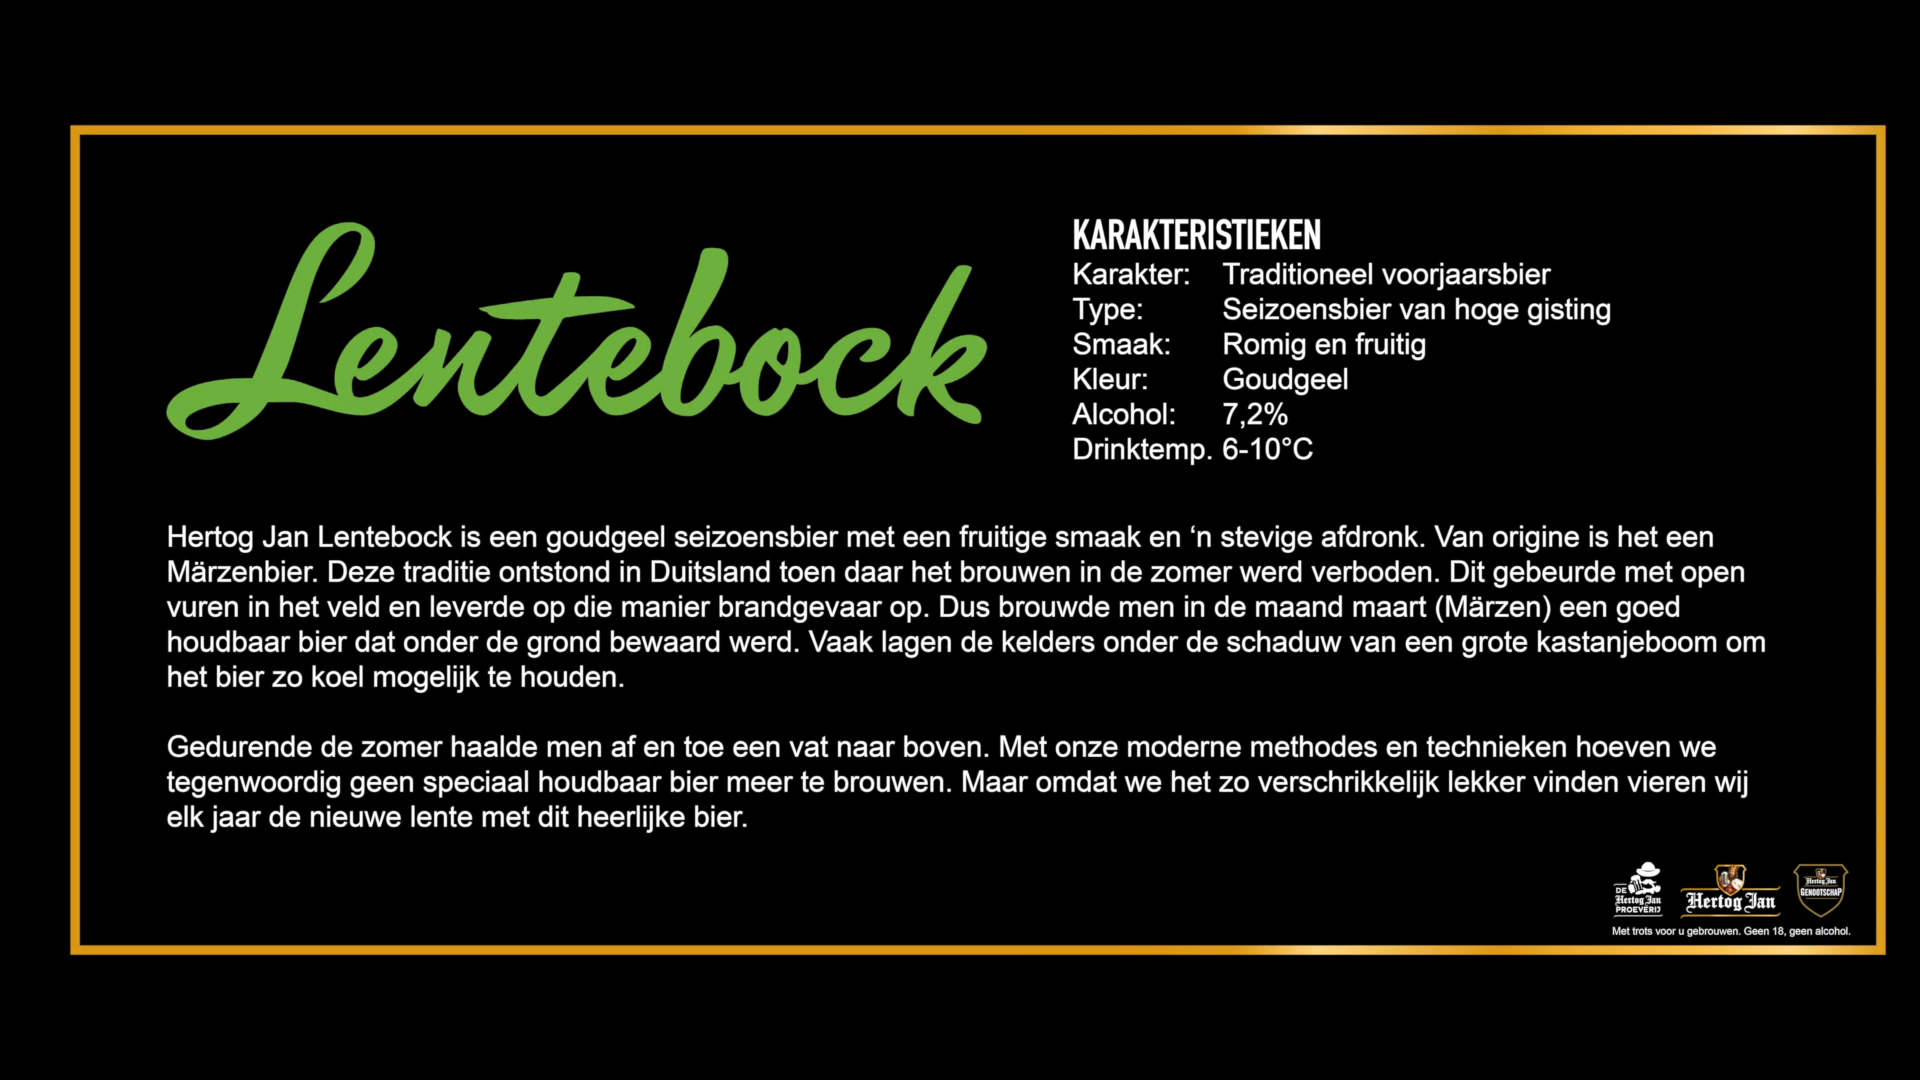 Lentebock
KARAKTERISTIEKEN
Karakter: Traditioneel voorjaarsbier
Type: Seizoensbier van hoge gisting
Smaak: Romig en fruitig
Kleur: Goudgeel
Alcohol: 7,2%
Drinktemp. 6-10°C
Hertog Jan Lentebock is een goudgeel seizoensbier met een fruitige smaak en ‘n stevige afdronk. Van origine is het een
Märzenbier. Deze traditie ontstond in Duitsland toen daar het brouwen in de zomer werd verboden. Dit gebeurde met open
vuren in het veld en leverde op die manier brandgevaar op. Dus brouwde men in de maand maart (Märzen) een goed
houdbaar bier dat onder de grond bewaard werd. Vaak lagen de kelders onder de schaduw van een grote kastanjeboom om
het bier zo koel mogelijk te houden.
Gedurende de zomer haalde men af en toe een vat naar boven. Met onze moderne methodes en technieken hoeven we
tegenwoordig geen speciaal houdbaar bier meer te brouwen. Maar omdat we het zo verschrikkelijk lekker vinden vieren wij
elk jaar de nieuwe lente met dit heerlijke bier.
DE
Hertog Jan
PROEVERIJ
Hertog Jan
Hertog Jan
GENOOTSCHAP
Met trots voor u gebrouwen. Geen 18, geen alcohol.